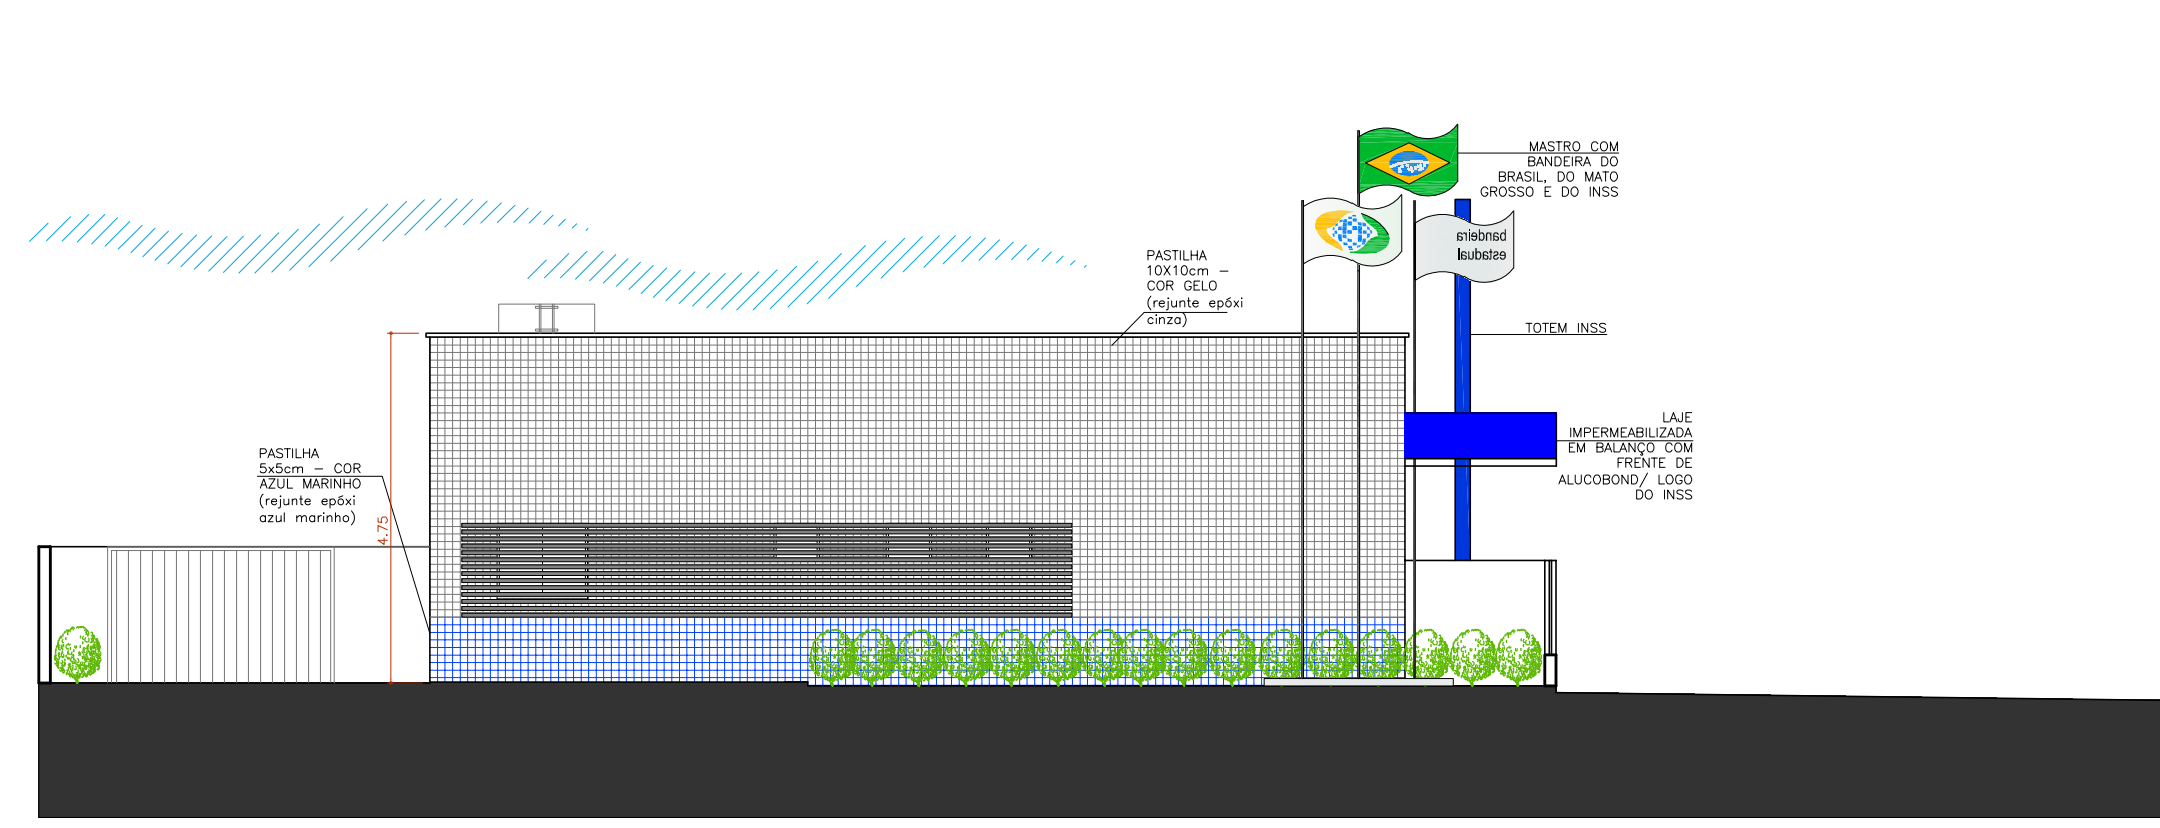 MASTRO COM
BANDEIRA DO
BRASIL, DO MATO
GROSSO E DO INSS
bandeira
estadual
PASTILHA
10X10cm –
COR GELO
(rejunte epóxi
cinza)
TOTEM INSS
LAJE
IMPERMEABILIZADA
EM BALANÇO COM
FRENTE DE
ALUCOBOND/ LOGO
DO INSS
PASTILHA
5x5cm – COR
AZUL MARINHO
(rejunte epóxi
azul marinho)
4.75